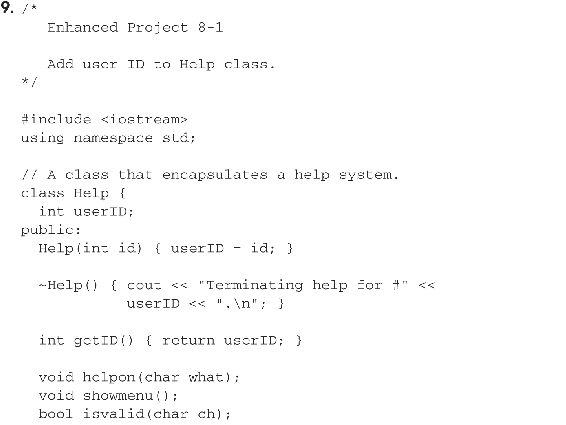 9. /*
Enhanced Project 8-1
Add user ID to Help class.
*/
#include <iostream>
using namespace std;
// A class that encapsulates a help system.
class Help {
int userID;
public:
Help(int id) { userID = id; }
~Help() { cout << "Terminating help for #" <<
userID << ".\n"; }
int getID() { return userID; }
void helpon(char what);
void showmenu();
bool isvalid(char ch);